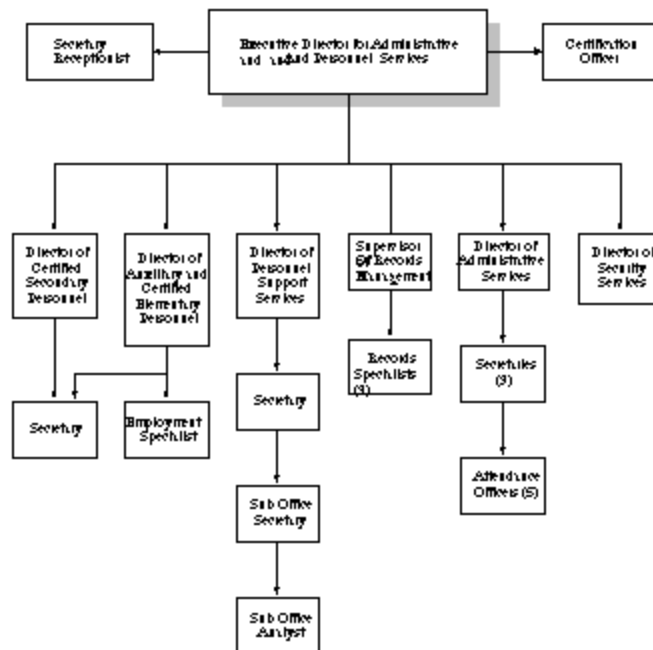 Secretary
Receptionist
Executive Director for Administrative
and and And Personnel Services
Certification
Officer
Director of
Certified
Secondary
Personnel
Director of
Auxiliary and
Certified
Elementary
Personnel
Director of
Personnel
Support
Services
Supervisor
Of Records
Management
Director of
Administrative
Services
Director of
Security
Services
Records
Specialists
(3)
Secretaries
(3)
Secretary
Employment
Specialist
Secretary
Attendance
Officers (5)
Sub Office
Secretary
Sub Office
Analyst